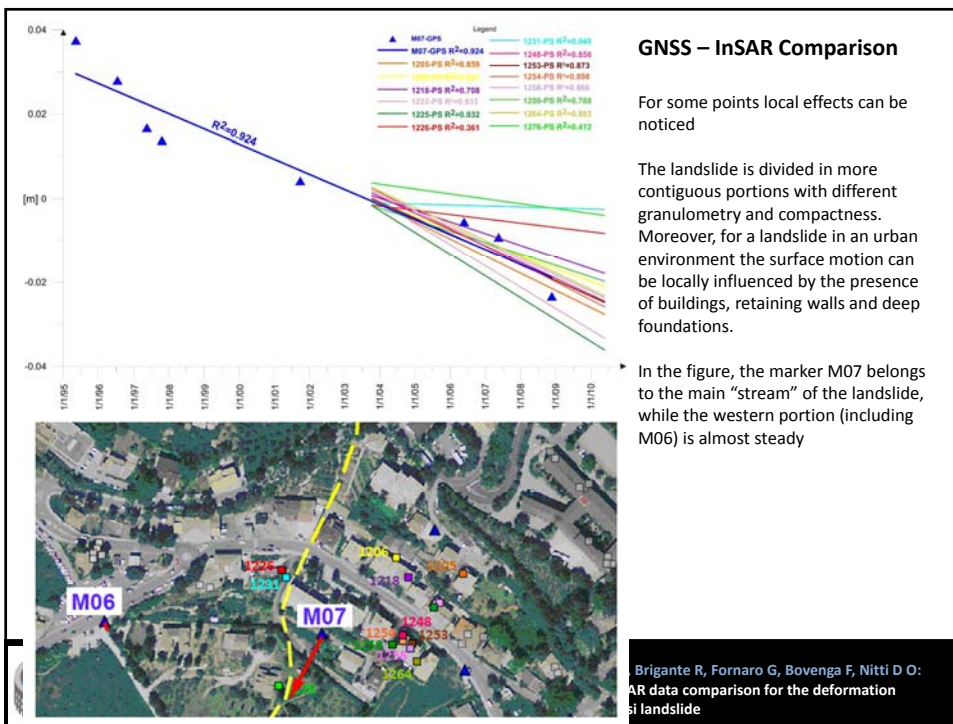 0.04
0.02
[m] 0
-0.02
-0.04
1/1/95
1/1/96
1/1/97
1/1/98
1/1/99
1/1/00
1/1/01
1/1/02
1/1/03
1/1/04
1/1/05
1/1/06
1/1/07
1/1/08
1/1/09
1/1/10
R²=0.924
Legend
M07-GPS
M07-GPS R²=0.924
1205-PS R²=0.859
1218-PS R²=0.708
1225-PS R²=0.932
1226-PS R²=0.361
1253-PS R²=0.873
1276-PS R²=0.412
GNSS – InSAR Comparison
For some points local effects can be
noticed
The landslide is divided in more
contiguous portions with different
granulometry and compactness.
Moreover, for a landslide in an urban
environment the surface motion can
be locally influenced by the presence
of buildings, retaining walls and deep
foundations.
In the figure, the marker M07 belongs
to the main “stream” of the landslide,
while the western portion (including
M06) is almost steady
1206
1226
1231
1218
M06
M07
1248
1254
1253
1264
Brigante R, Fornaro G, Bovenga F, Nitti D O:
AR data comparison for the deformation
si landslide